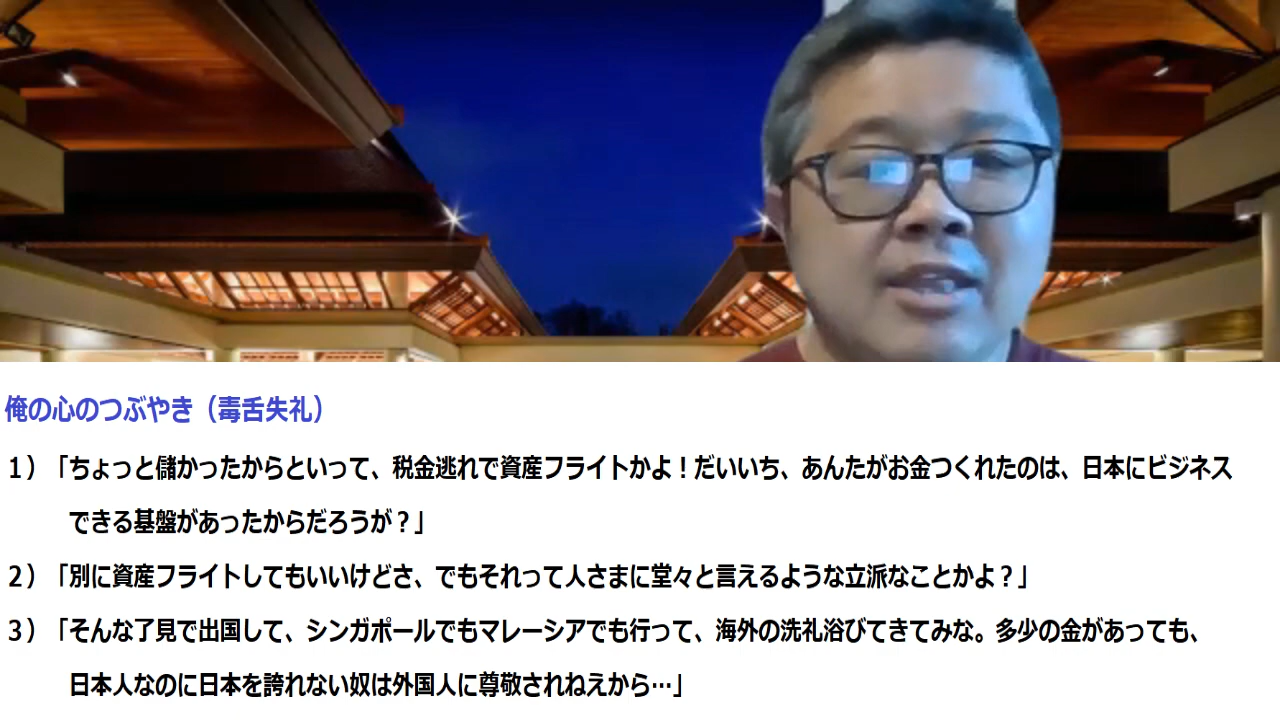 俺の心のつぶやき（毒舌失礼）
１）「ちょっと儲かったからといって、税金逃れで資産フライトかよ！だいいち、あんたがお金つくれたのは、日本にビジネス
できる基盤があったからだろうが？」
２）「別に資産フライトしてもいいけどさ、でもそれって人さまに堂々と言えるような立派なことかよ？」
３）「そんな了見で出国して、シンガポールでもマレーシアでも行って、海外の洗礼浴びてきてみな。多少の金があっても、
日本人なのに日本を誇れない奴は外国人に尊敬されねえから…」